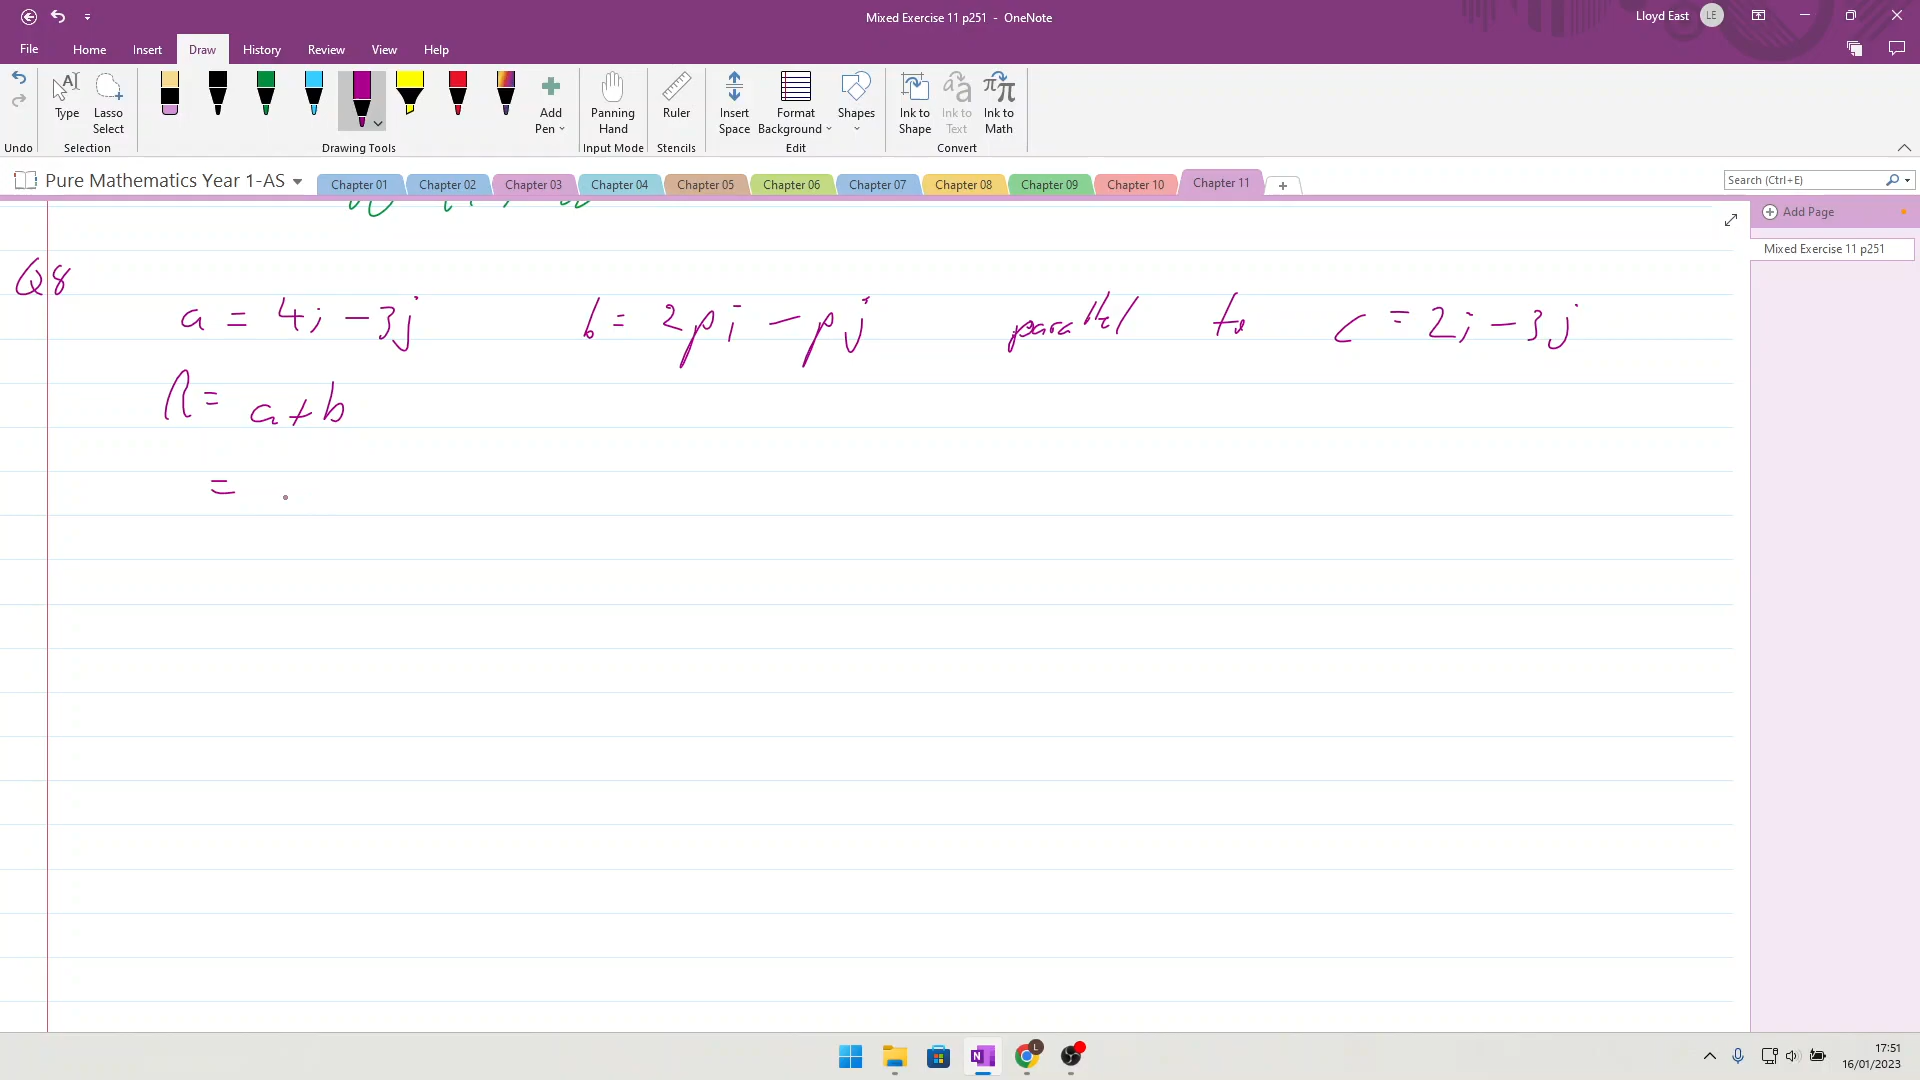 Mixed Exercise 11 p251 - OneNote
Lloyd East
LE
File
Home
Insert
Draw
History
Review
View
Help
Type
Lasso
Select
Add
Pen
Panning
Hand
Ruler
Insert
Space
Format
Background
Shapes
Ink to
Shape
Ink to
Text
Ink to
Math
Undo
Selection
Drawing Tools
Input Mode
Stencils
Edit
Convert
Pure Mathematics Year 1-AS
Chapter 01
Chapter 02
Chapter 03
Chapter 04
Chapter 05
Chapter 06
Chapter 07
Chapter 08
Chapter 09
Chapter 10
Chapter 11
Search (Ctrl+E)
Add Page
Mixed Exercise 11 p251
Q8
a = 4i - 3j b = 2pi - pj parallel to c = 2i - 3j
R = a + b
=
17:51
16/01/2023